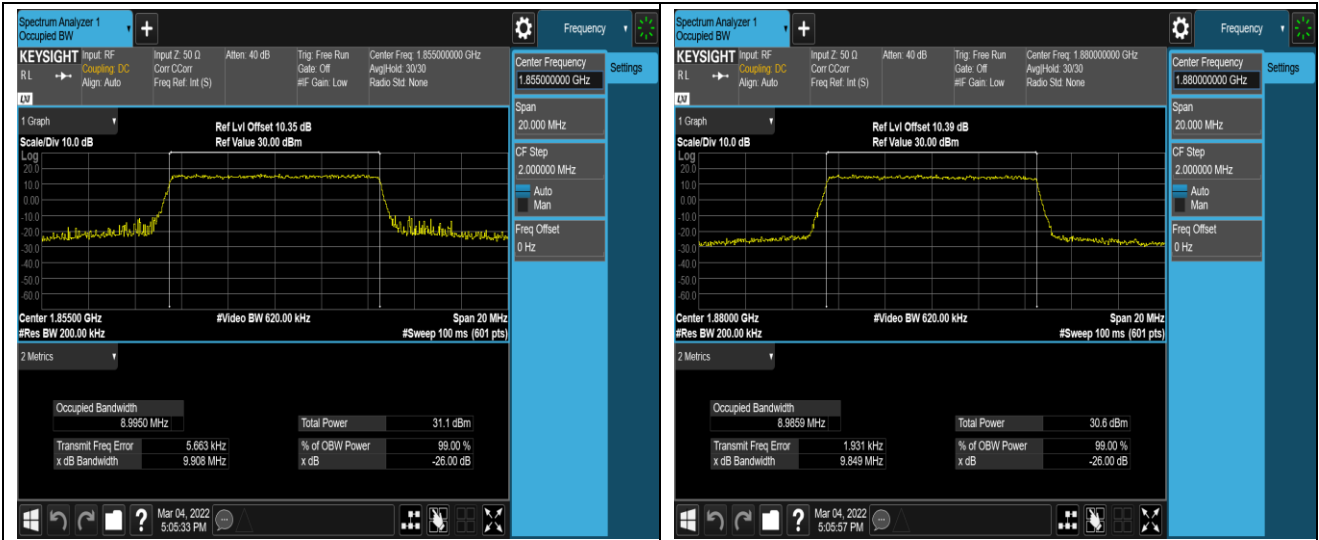 Spectrum Analyzer 1
Occupied BW
+
Frequency
KEYSIGHT Input: RF Input Z: 50 Ω Atten: 40 dB Trig: Free Run Center Freq: 1.855000000 GHz
Coupling: DC Corr CCorr Gate: Off Avg|Hold: 30/30
RL Align: Auto Freq Ref: Int (S) #IF Gain: Low Radio Std: None
LXI
Center Frequency
1.855000000 GHz
Settings
Span
20.000 MHz
CF Step
2.000000 MHz
Auto
Man
Freq Offset
0 Hz
1 Graph
Ref Lvl Offset 10.35 dB
Scale/Div 10.0 dB Ref Value 30.00 dBm
Log
20.0
10.0
0.00
-10.0
-20.0
-30.0
-40.0
-50.0
-60.0
Center 1.85500 GHz #Video BW 620.00 kHz Span 20 MHz
#Res BW 200.00 kHz #Sweep 100 ms (601 pts)
2 Metrics
Occupied Bandwidth
8.9950 MHz Total Power 31.1 dBm
Transmit Freq Error 5.663 kHz % of OBW Power 99.00 %
x dB Bandwidth 9.908 MHz x dB -26.00 dB
?
Mar 04, 2022
5:05:33 PM
Spectrum Analyzer 1
Occupied BW
+
Frequency
KEYSIGHT Input: RF Input Z: 50 Ω Atten: 40 dB Trig: Free Run Center Freq: 1.880000000 GHz
Coupling: DC Corr CCorr Gate: Off Avg|Hold: 30/30
RL Align: Auto Freq Ref: Int (S) #IF Gain: Low Radio Std: None
LXI
Center Frequency
1.880000000 GHz
Settings
Span
20.000 MHz
CF Step
2.000000 MHz
Auto
Man
Freq Offset
0 Hz
1 Graph
Ref Lvl Offset 10.39 dB
Scale/Div 10.0 dB Ref Value 30.00 dBm
Log
20.0
10.0
0.00
-10.0
-20.0
-30.0
-40.0
-50.0
-60.0
Center 1.88000 GHz #Video BW 620.00 kHz Span 20 MHz
#Res BW 200.00 kHz #Sweep 100 ms (601 pts)
2 Metrics
Occupied Bandwidth
8.9859 MHz Total Power 30.6 dBm
Transmit Freq Error 1.931 kHz % of OBW Power 99.00 %
x dB Bandwidth 9.849 MHz x dB -26.00 dB
?
Mar 04, 2022
5:05:57 PM